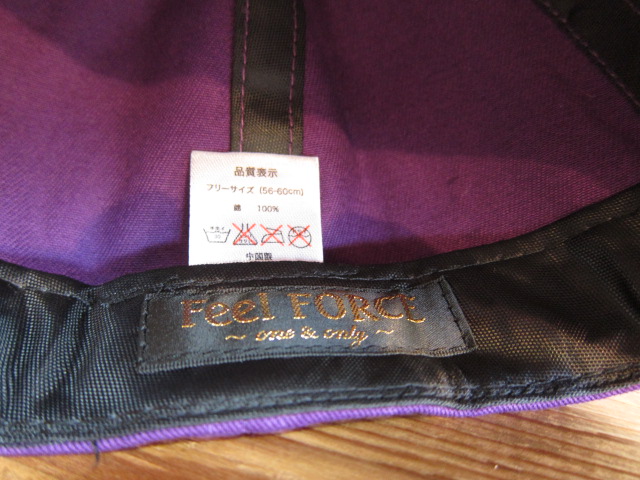 品質表示
フリーサイズ (56-60cm)
綿 100%
中国製
Feel FORCE
~ one & only ~